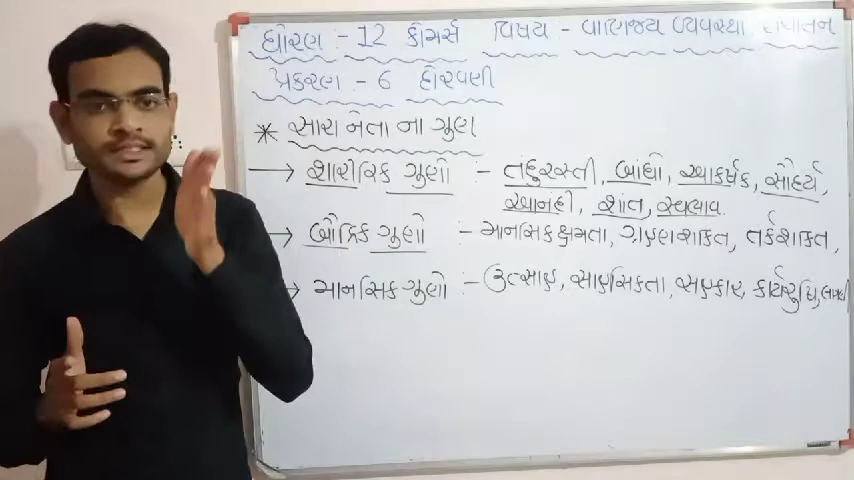 ધોરણ :- 12 કોમર્સ વિષય - વાણિજ્ય વ્યવસ્થા સંચાલન
પ્રકરણ :- 6 દોરવણી
* સારા નેતા ના ગુણ
→ શારીરિક ગુણો :- તંદુરસ્તી, બાંધો, આકર્ષક, સૌંદર્ય,
આનંદી, શાંત, સ્વભાવ.
→ બૌદ્ધિક ગુણો :- માનસિક ક્ષમતા, ગ્રહણશક્તિ, તર્કશક્તિ,
→ માનસિક ગુણો :- ઉત્સાહ, સાહસિકતા, સહકાર, કાર્યરુચિ,